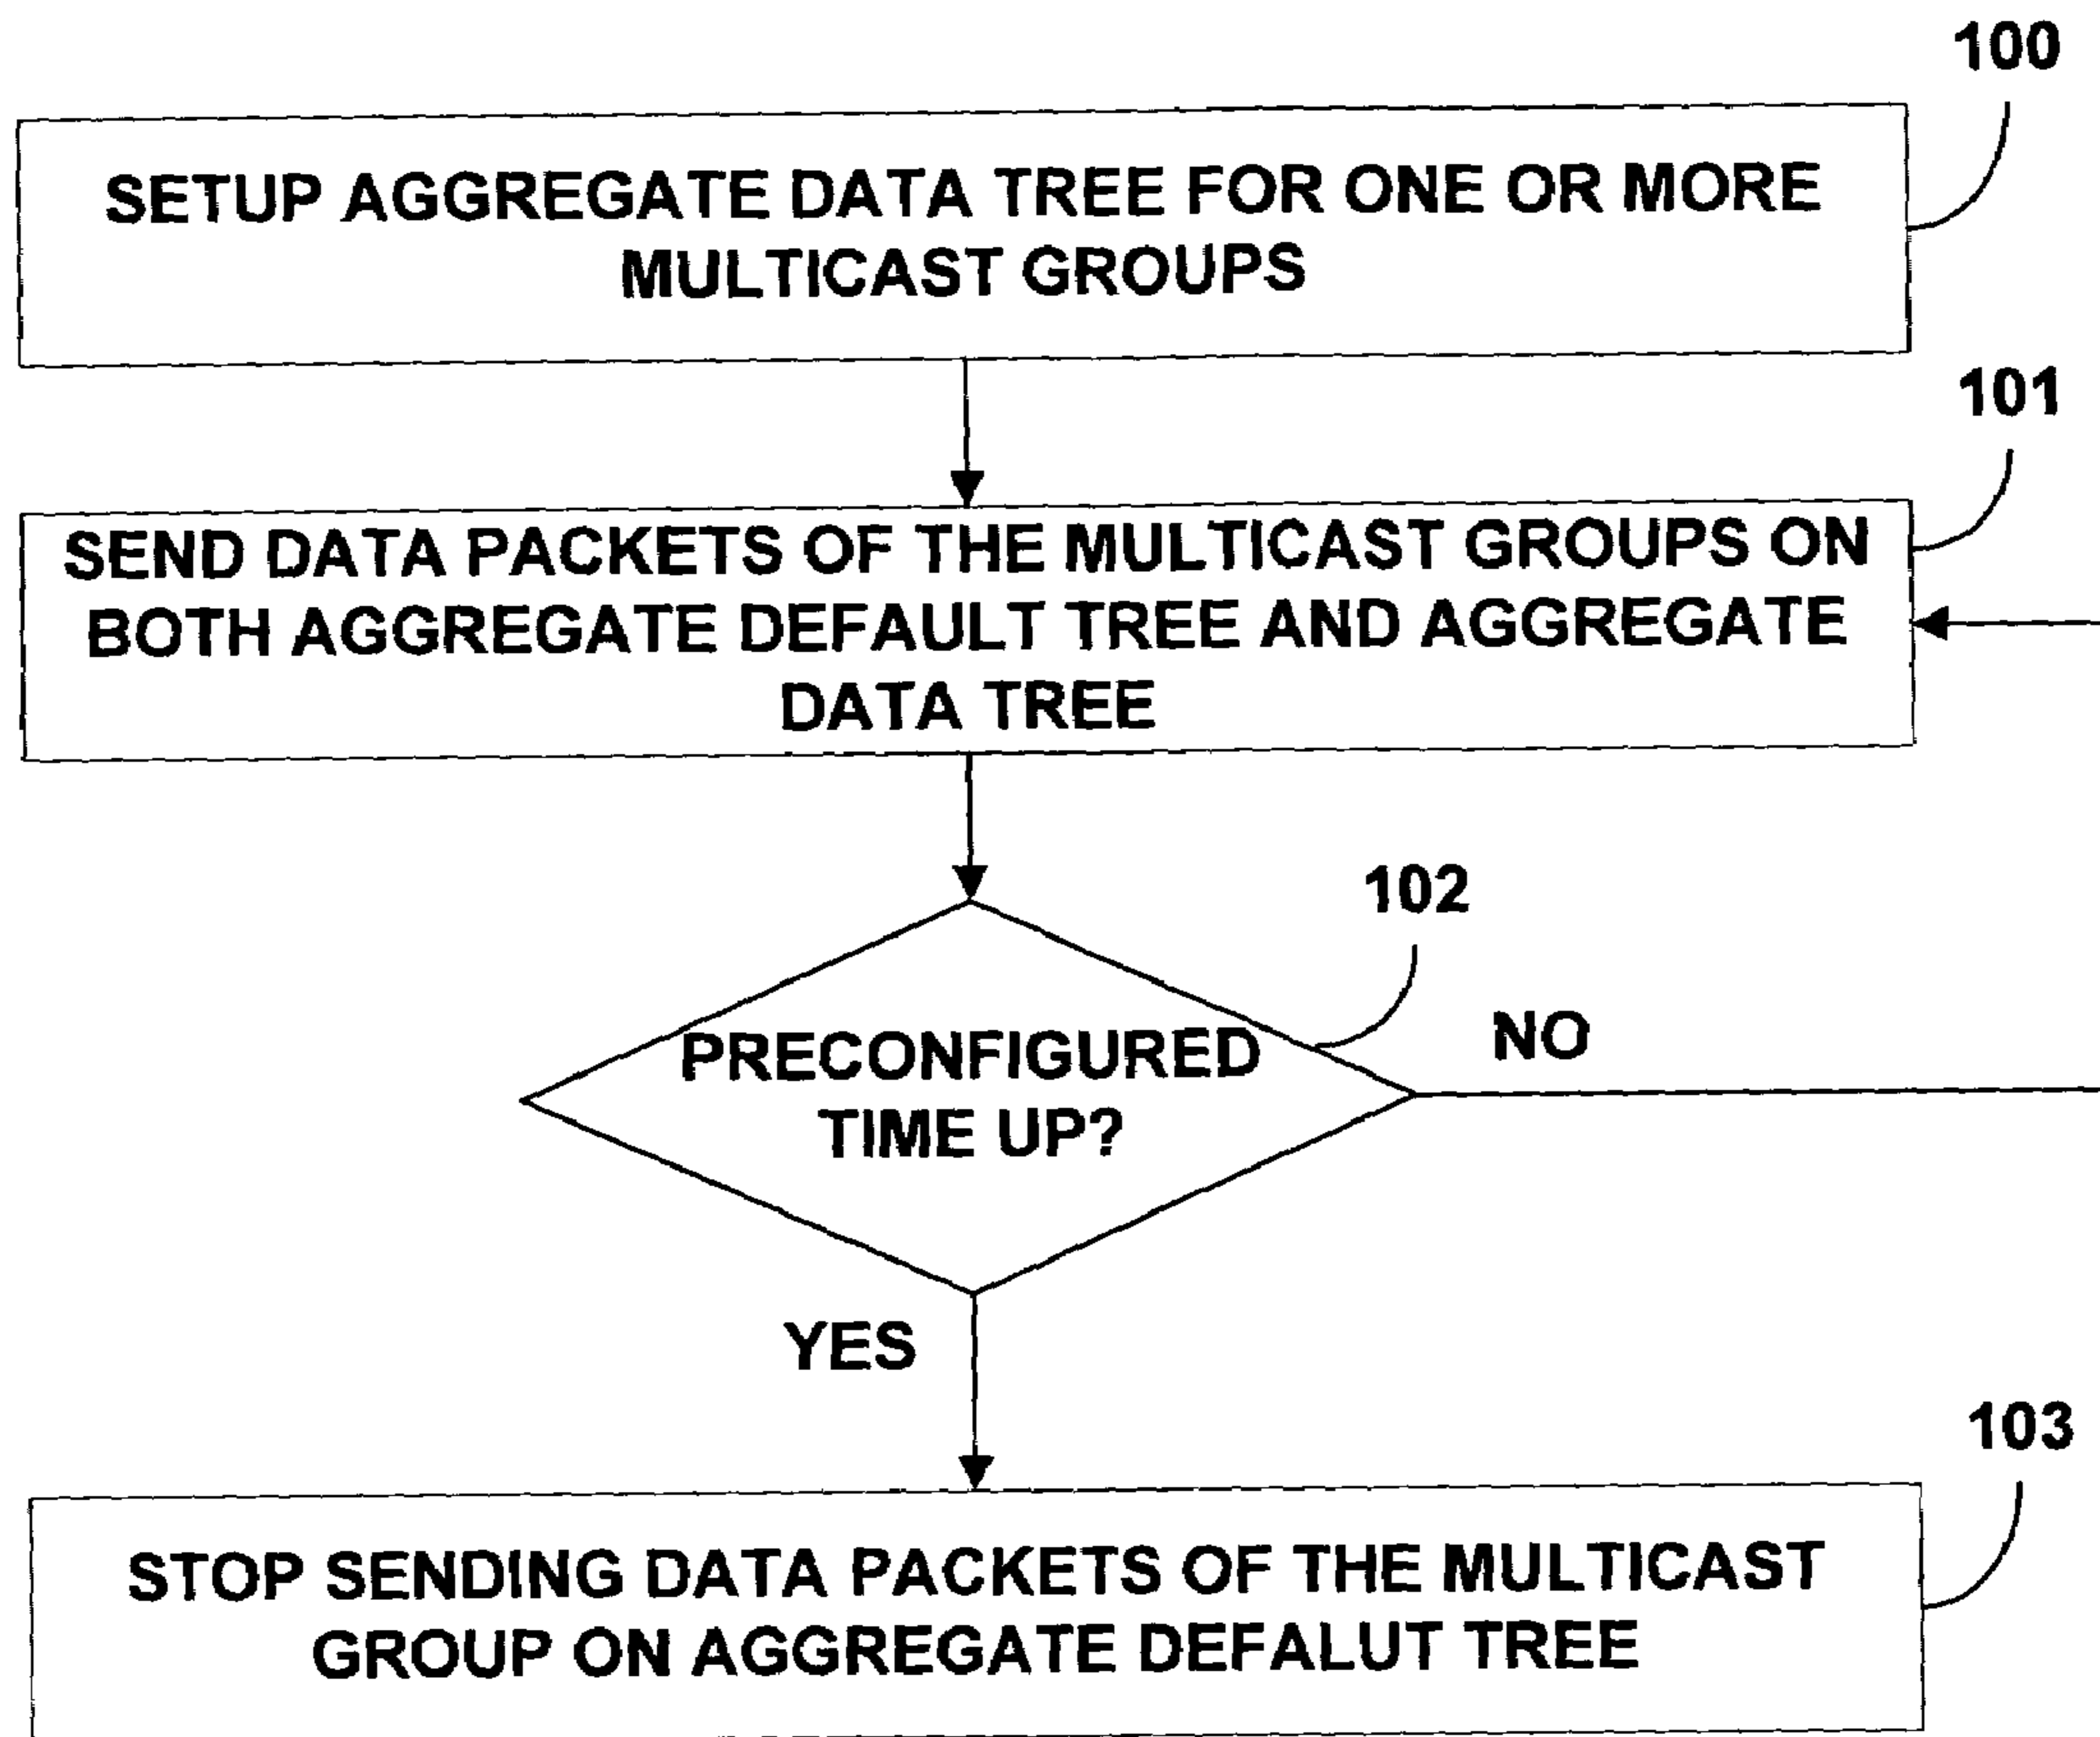 100
SETUP AGGREGATE DATA TREE FOR ONE OR MORE
MULTICAST GROUPS
101
SEND DATA PACKETS OF THE MULTICAST GROUPS ON
BOTH AGGREGATE DEFAULT TREE AND AGGREGATE
DATA TREE
102
PRECONFIGURED
TIME UP?
NO
YES
103
STOP SENDING DATA PACKETS OF THE MULTICAST
GROUP ON AGGREGATE DEFALUT TREE